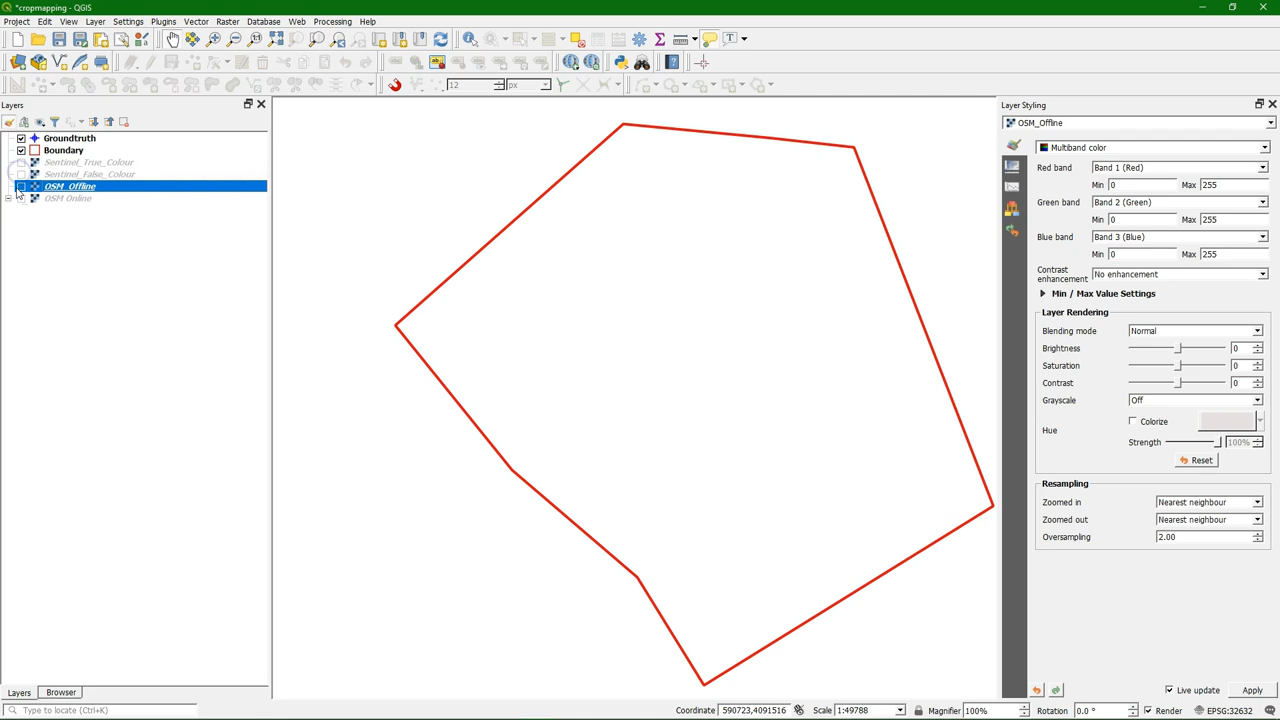 *cropmapping - QGIS
Project Edit View Layer Settings Plugins Vector Raster Database Web Processing Help
12 px
Layers
Layer Styling
OSM_Offline
Groundtruth
Boundary
Sentinel_True_Colour
Sentinel_False_Colour
OSM_Offline
OSM Online
Multiband color
Red band Band 1 (Red)
Min 0 Max 255
Green band Band 2 (Green)
Min 0 Max 255
Blue band Band 3 (Blue)
Min 0 Max 255
Contrast
enhancement No enhancement
Min / Max Value Settings
Layer Rendering
Blending mode Normal
Brightness 0
Saturation 0
Contrast 0
Grayscale Off
Hue Colorize
Strength 100%
Reset
Resampling
Zoomed in Nearest neighbour
Zoomed out Nearest neighbour
Oversampling 2.00
Layers Browser
Live update Apply
Type to locate (Ctrl+K) Coordinate 590723,4091516 Scale 1:49788 Magnifier 100% Rotation 0.0 ° Render EPSG:32632